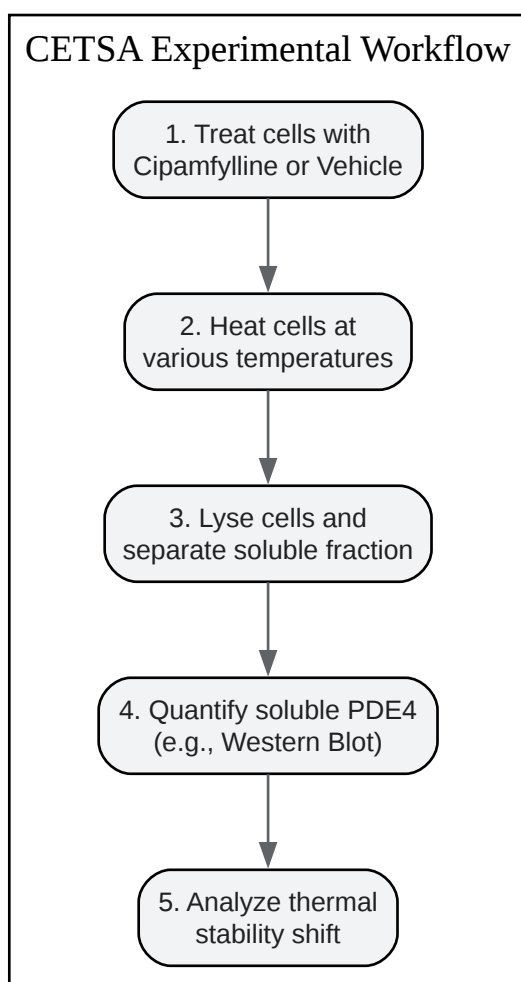 CETSA Experimental Workflow
1. Treat cells with
Cipamfylline or Vehicle
2. Heat cells at
various temperatures
3. Lyse cells and
separate soluble fraction
4. Quantify soluble PDE4
(e.g., Western Blot)
5. Analyze thermal
stability shift